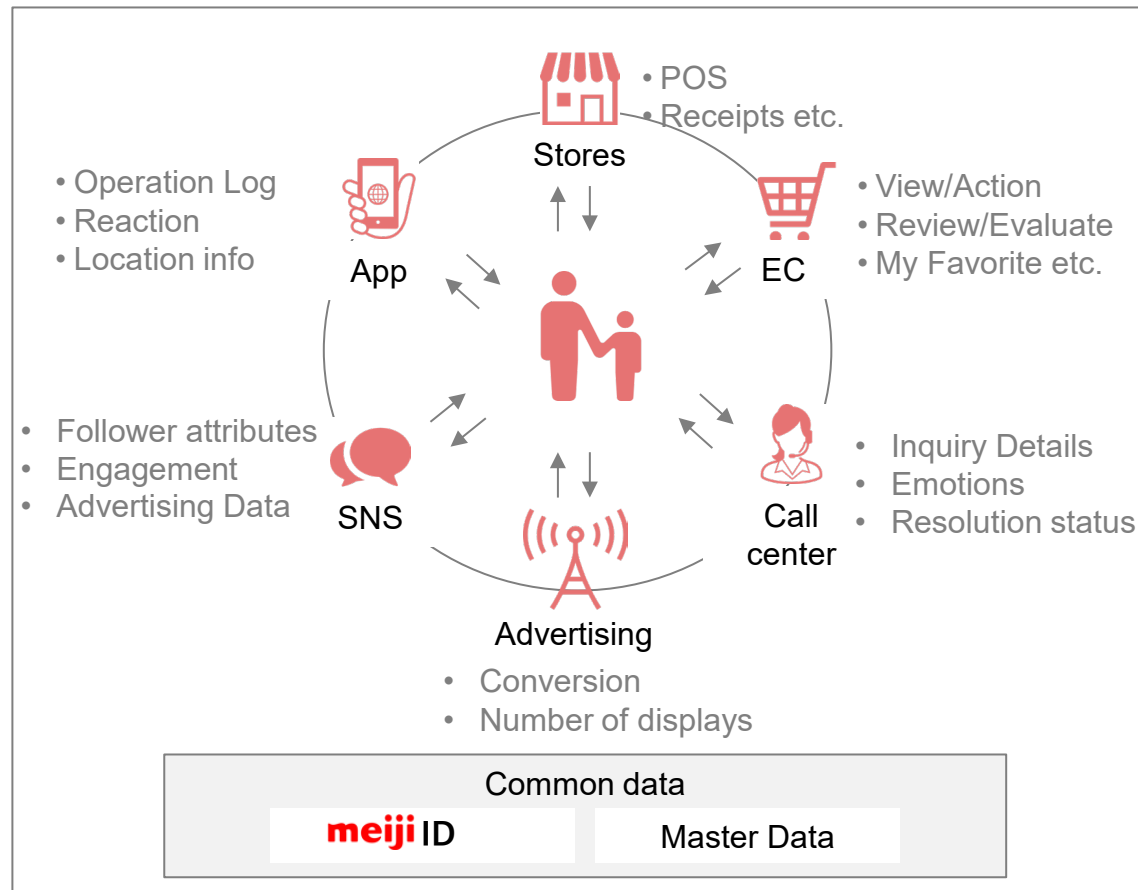 Stores
• POS
• Receipts etc.
App
• Operation Log
• Reaction
• Location info
EC
• View/Action
• Review/Evaluate
• My Favorite etc.
SNS
• Follower attributes
• Engagement
• Advertising Data
Call
center
• Inquiry Details
• Emotions
• Resolution status
Advertising
• Conversion
• Number of displays
Common data
meiji ID
Master Data